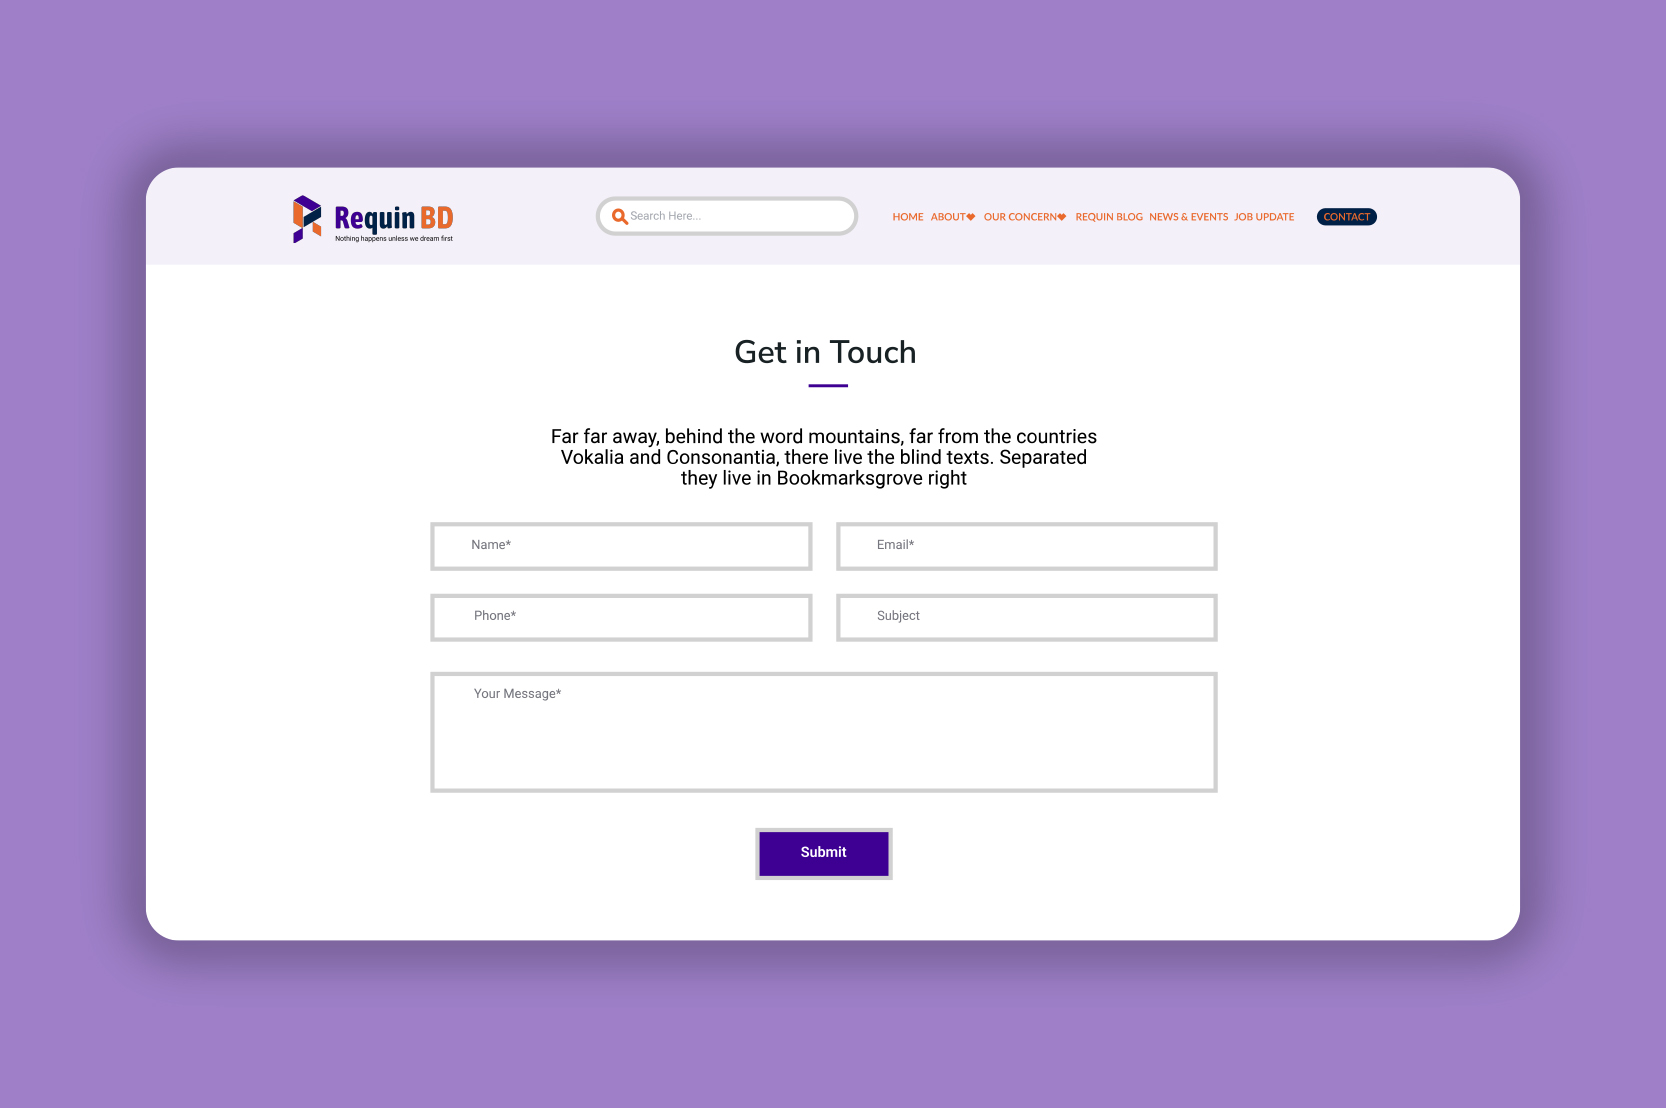 Requin BD
Nothing happens unless we dream first
Search Here...
HOME ABOUT OUR CONCERN REQUIN BLOG NEWS & EVENTS JOB UPDATE CONTACT
Get in Touch
Far far away, behind the word mountains, far from the countries
Vokalia and Consonantia, there live the blind texts. Separated
they live in Bookmarksgrove right
Name*
Email*
Phone*
Subject
Your Message*
Submit